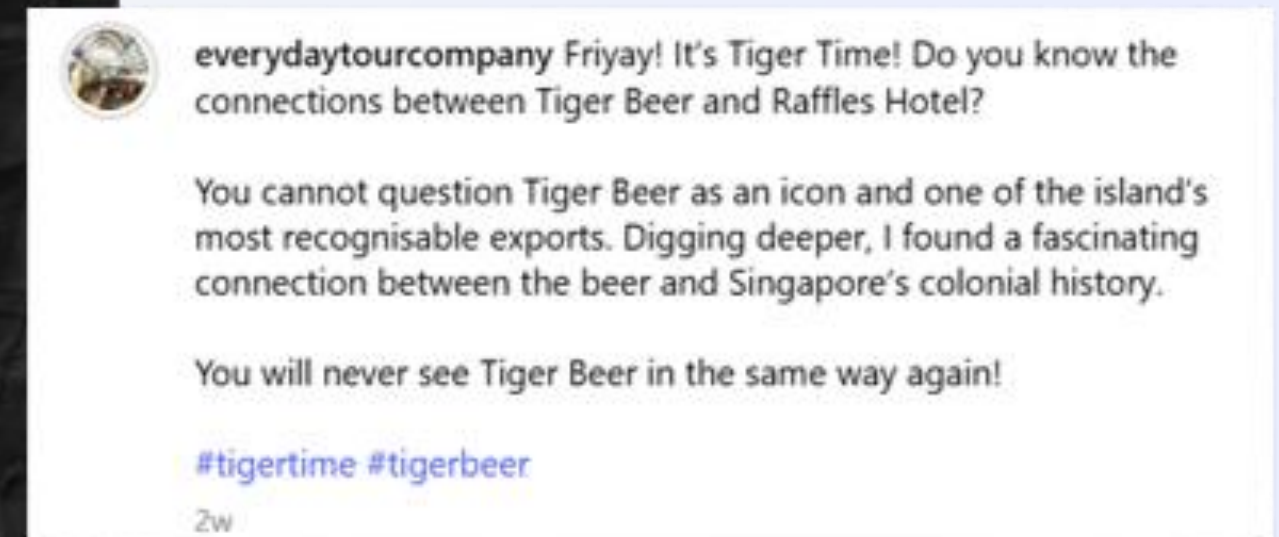 everydaytourcompany Friyay! It's Tiger Time! Do you know the
connections between Tiger Beer and Raffles Hotel?
You cannot question Tiger Beer as an icon and one of the island's
most recognisable exports. Digging deeper, I found a fascinating
connection between the beer and Singapore's colonial history.
You will never see Tiger Beer in the same way again!
#tigertime #tigerbeer
2w